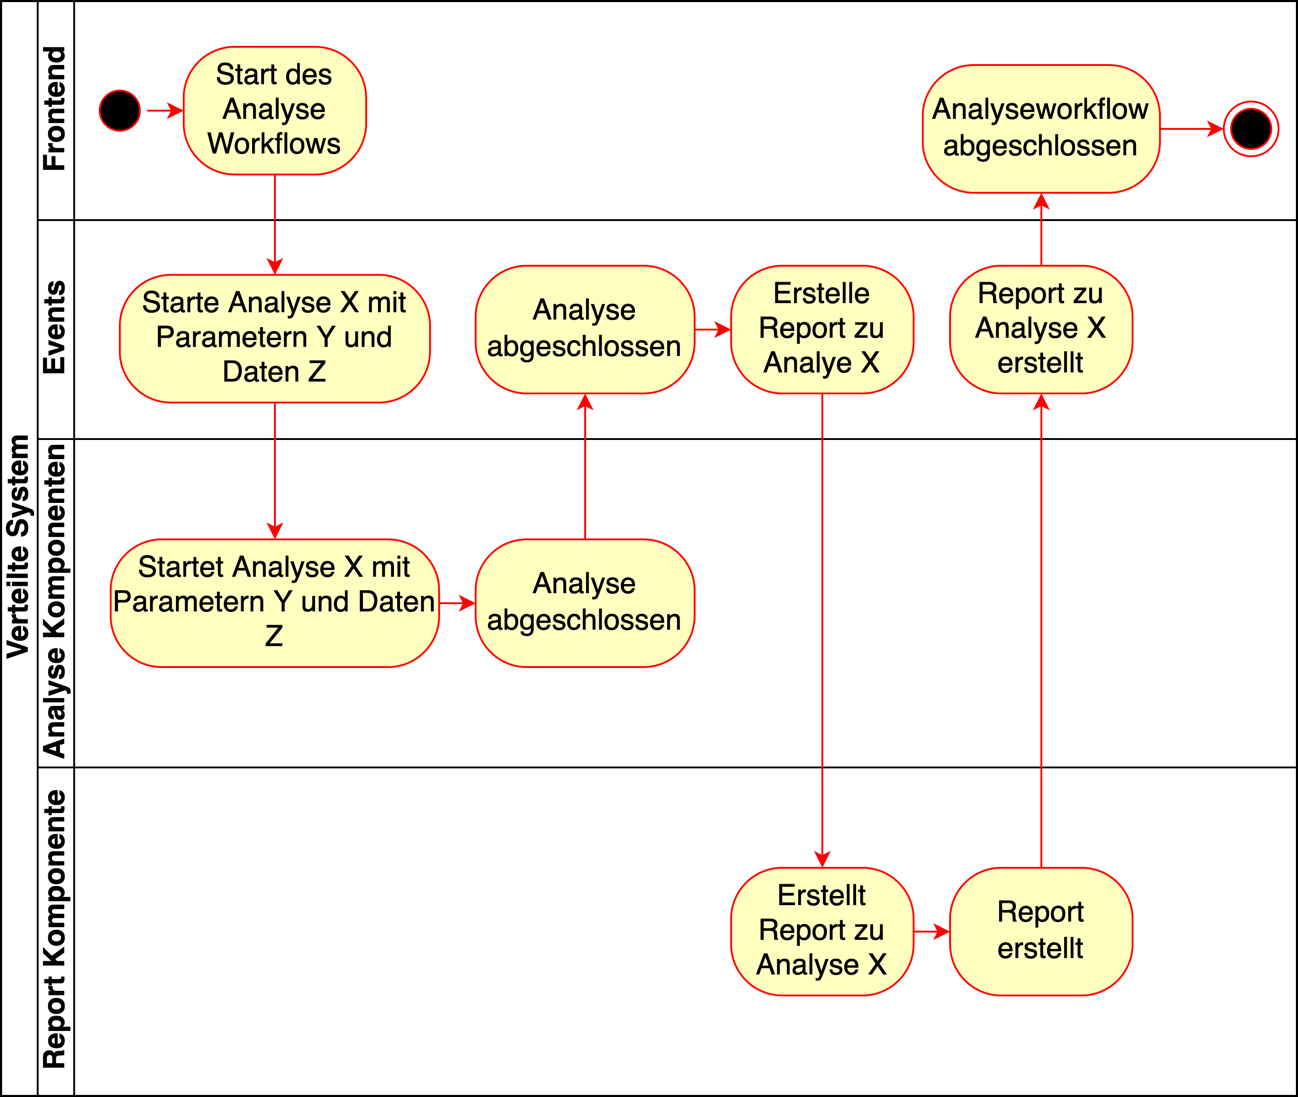 Verteilte System
Frontend
Start des
Analyse
Workflows
Analyseworkflow
abgeschlossen
Events
Starte Analyse X mit
Parametern Y und
Daten Z
Analyse
abgeschlossen
Erstelle
Report zu
Analye X
Report zu
Analyse X
erstellt
Analyse Komponenten
Startet Analyse X mit
Parametern Y und Daten
Z
Analyse
abgeschlossen
Report Komponente
Erstellt
Report zu
Analyse X
Report
erstellt